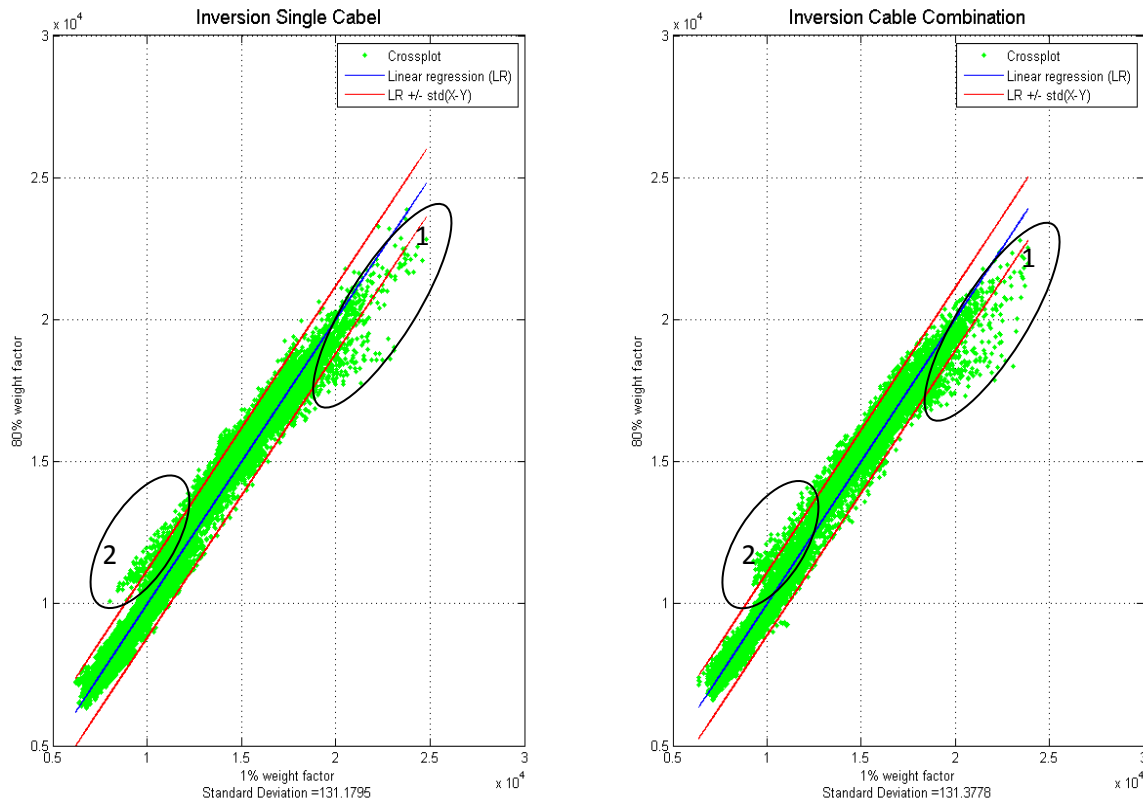 Inversion Single Cabel
x 10^4
3
2.5
2
1.5
1
0.5
80% weight factor
Crossplot
Linear regression (LR)
LR +/- std(X-Y)
1
2
0.5 1 1.5 2 2.5 3
x 10^4
1% weight factor
Standard Deviation =131.1795
Inversion Cable Combination
x 10^4
3
2.5
2
1.5
1
0.5
80% weight factor
Crossplot
Linear regression (LR)
LR +/- std(X-Y)
1
2
0.5 1 1.5 2 2.5 3
x 10^4
1% weight factor
Standard Deviation =131.3778